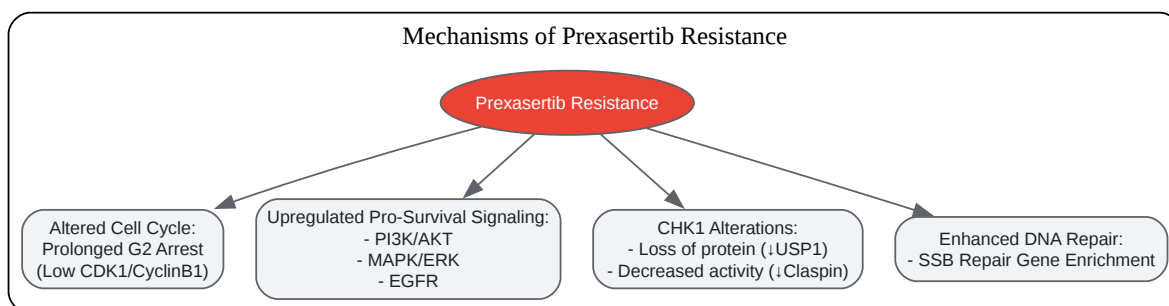 Mechanisms of Prexasertib Resistance
Prexasertib Resistance
Altered Cell Cycle:
Prolonged G2 Arrest
(Low CDK1/CyclinB1)
Upregulated Pro-Survival Signaling:
- PI3K/AKT
- MAPK/ERK
- EGFR
CHK1 Alterations:
- Loss of protein (↓USP1)
- Decreased activity (↓Claspin)
Enhanced DNA Repair:
- SSB Repair Gene Enrichment